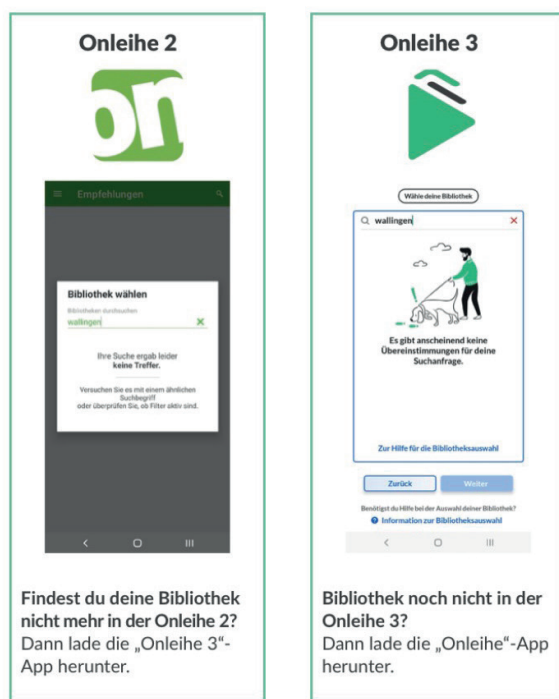 Onleihe 2
on
Empfehlungen
Bibliothek wählen
Bibliotheken durchsuchen
wallingen
Ihre Suche ergab leider
keine Treffer.
Versuchen Sie es mit einem ähnlichen
Suchbegriff
oder überprüfen Sie, ob Filter aktiv sind.
Findest du deine Bibliothek
nicht mehr in der Onleihe 2?
Dann lade die „Onleihe 3“-
App herunter.
Onleihe 3
Wähle deine Bibliothek
wallingen
Es gibt anscheinend keine
Übereinstimmungen für deine
Suchanfrage.
Zur Hilfe für die Bibliotheksauswahl
Zurück
Weiter
Benötigst du Hilfe bei der Auswahl deiner Bibliothek?
Information zur Bibliotheksauswahl
Bibliothek noch nicht in der
Onleihe 3?
Dann lade die „Onleihe“-App
herunter.